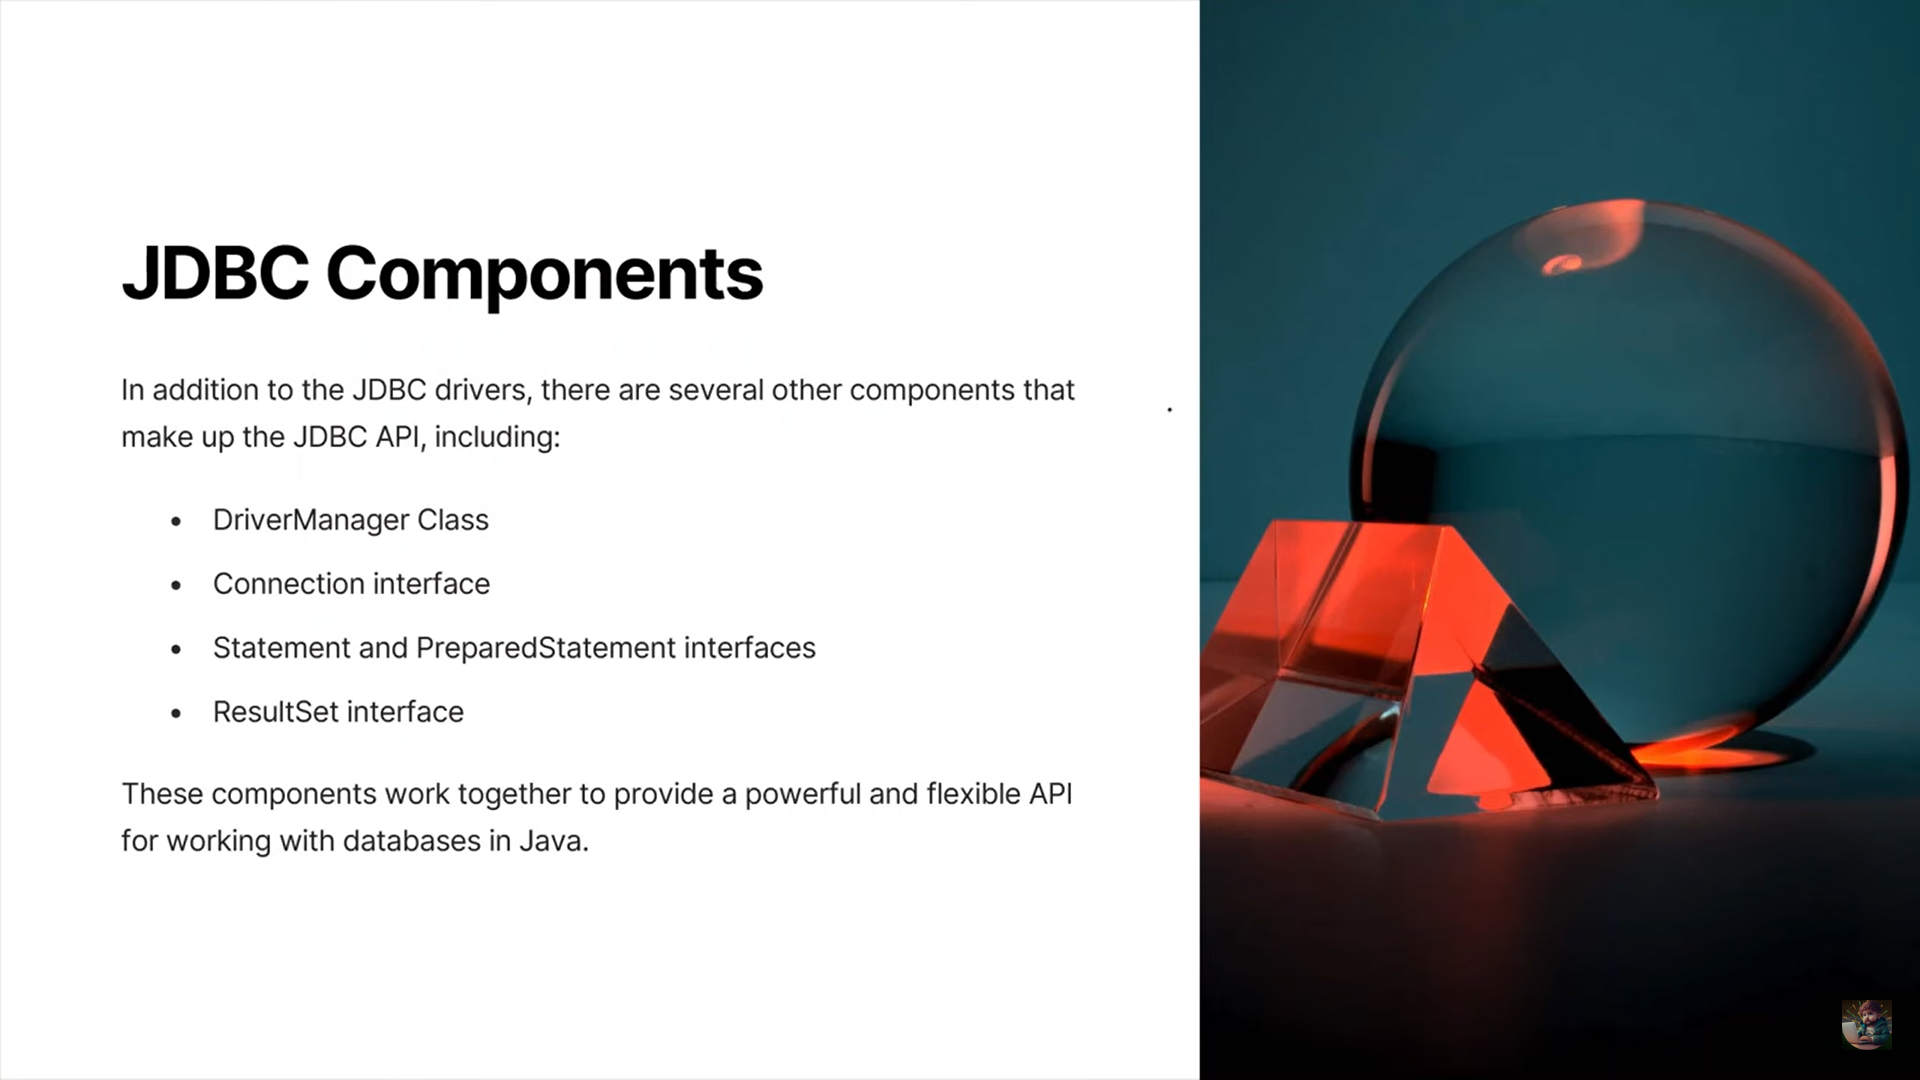 JDBC Components
In addition to the JDBC drivers, there are several other components that
make up the JDBC API, including:
• DriverManager Class
• Connection interface
• Statement and PreparedStatement interfaces
• ResultSet interface
These components work together to provide a powerful and flexible API
for working with databases in Java.